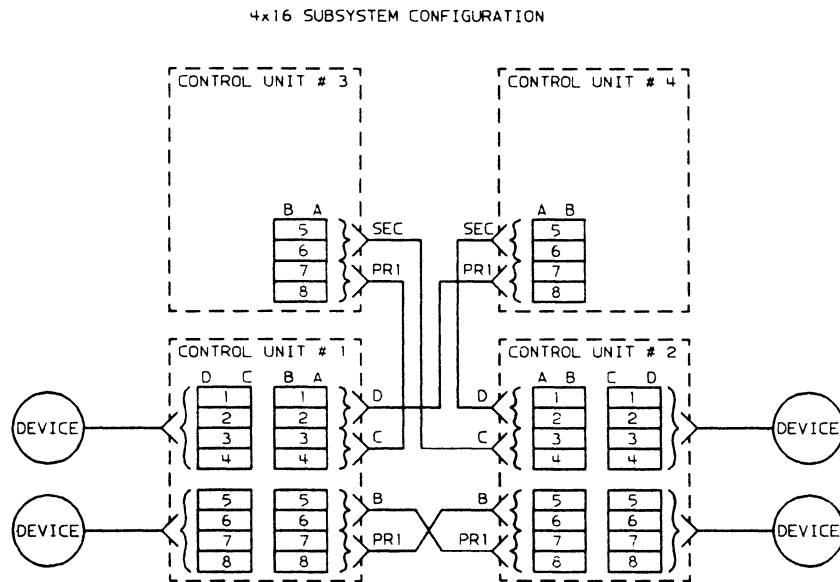 4x16 SUBSYSTEM CONFIGURATION
CONTROL UNIT # 3
CONTROL UNIT # 4
B A
A B
5
SEC
SEC
5
6
6
7
PRI
PRI
7
8
8
CONTROL UNIT # 1
CONTROL UNIT # 2
D C B A
A B C D
1 1 D D 1 1
2 2 2 2
DEVICE 3 3 3 3 DEVICE
4 4 C C 4 4
5 5 B B 5 5
6 6 6 6
DEVICE 7 7 7 7 DEVICE
8 8 PRI PRI 8 8